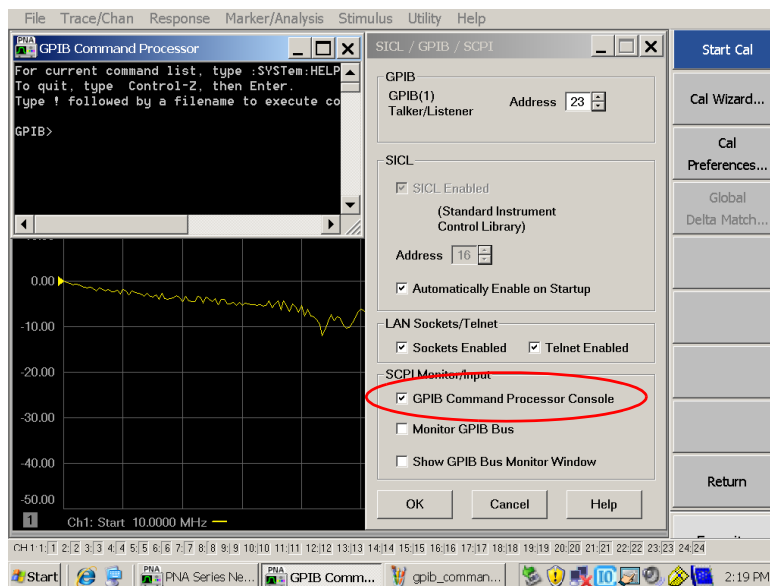 File Trace/Chan Response Marker/Analysis Stimulus Utility Help
PNA GPIB Command Processor
For current command list, type :SYSTem:HELP
To quit, type Control-Z, then Enter.
Type ! followed by a filename to execute co
GPIB>
SICL / GPIB / SCPI
GPIB
GPIB(1)
Talker/Listener
Address 23
SICL
SICL Enabled
(Standard Instrument
Control Library)
Address 16
Automatically Enable on Startup
LAN Sockets/Telnet
Sockets Enabled Telnet Enabled
SCPI Monitor/Input
GPIB Command Processor Console
Monitor GPIB Bus
Show GPIB Bus Monitor Window
OK Cancel Help
Start Cal
Cal Wizard...
Cal
Preferences...
Global
Delta Match...
Return
0.00
-10.00
-20.00
-30.00
-40.00
-50.00
1 Ch1: Start 10.0000 MHz
CH 1:1: 1 2:2 3:3 4:4 5:5 6:6 7:7 8:8 9:9 10:10 11:11 12:12 13:13 14:14 15:15 16:16 17:17 18:18 19:19 20:20 21:21 22:22 23:23 24:24
Start PNA PNA Series Ne... PNA GPIB Comm... gpib_comman... IO 2:19 PM